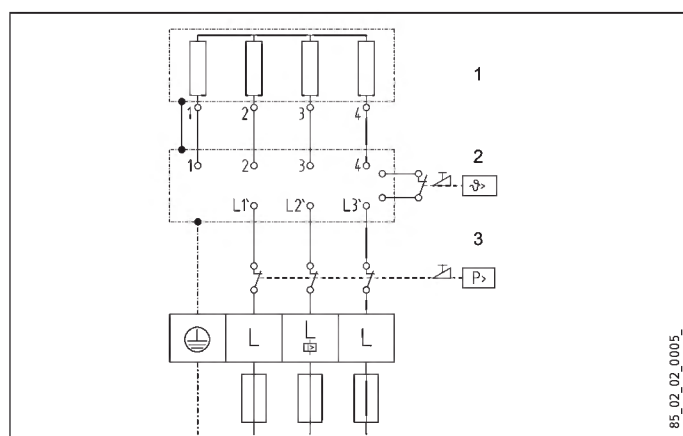 1
1 2 3 4
1 2 3 4
2
ϑ>
L1` L2` L3`
3
P>
L L L
I>
85_02_02_0005_